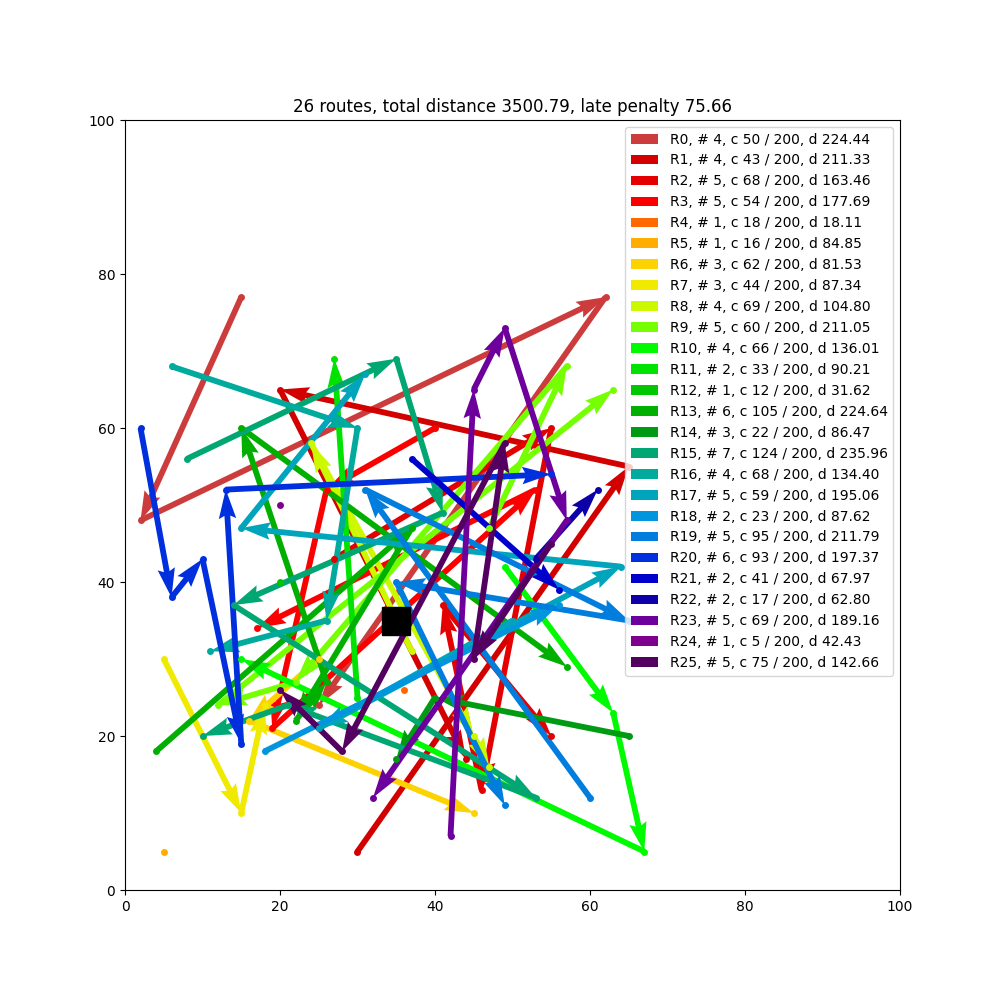 26 routes, total distance 3500.79, late penalty 75.66
100
80
60
40
20
0
0 20 40 60 80 100
R0, # 4, c 50 / 200, d 224.44
R1, # 4, c 43 / 200, d 211.33
R2, # 5, c 68 / 200, d 163.46
R3, # 5, c 54 / 200, d 177.69
R4, # 1, c 18 / 200, d 18.11
R5, # 1, c 16 / 200, d 84.85
R6, # 3, c 62 / 200, d 81.53
R7, # 3, c 44 / 200, d 87.34
R8, # 4, c 69 / 200, d 104.80
R9, # 5, c 60 / 200, d 211.05
R10, # 4, c 66 / 200, d 136.01
R11, # 2, c 33 / 200, d 90.21
R12, # 1, c 12 / 200, d 31.62
R13, # 6, c 105 / 200, d 224.64
R14, # 3, c 22 / 200, d 86.47
R15, # 7, c 124 / 200, d 235.96
R16, # 4, c 68 / 200, d 134.40
R17, # 5, c 59 / 200, d 195.06
R18, # 2, c 23 / 200, d 87.62
R19, # 5, c 95 / 200, d 211.79
R20, # 6, c 93 / 200, d 197.37
R21, # 2, c 41 / 200, d 67.97
R22, # 2, c 17 / 200, d 62.80
R23, # 5, c 69 / 200, d 189.16
R24, # 1, c 5 / 200, d 42.43
R25, # 5, c 75 / 200, d 142.66